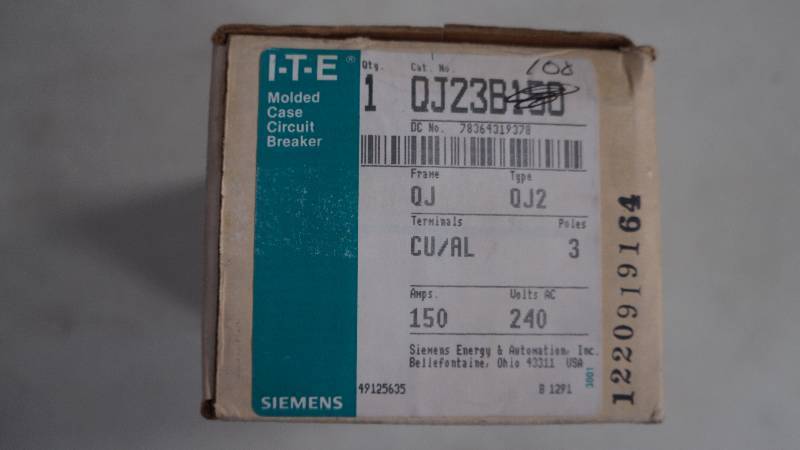 I-T-E®
Molded
Case
Circuit
Breaker
SIEMENS
Qty. Cat. No.
108
1 QJ23B150
DC No. 78364319378
Frame Type
QJ QJ2
Terminals Poles
CU/AL 3
Amps. Volts AC
150 240
Siemens Energy & Automation, Inc.
Bellefontaine, Ohio 43311 USA
49125635 B 1291
3001
1220919164